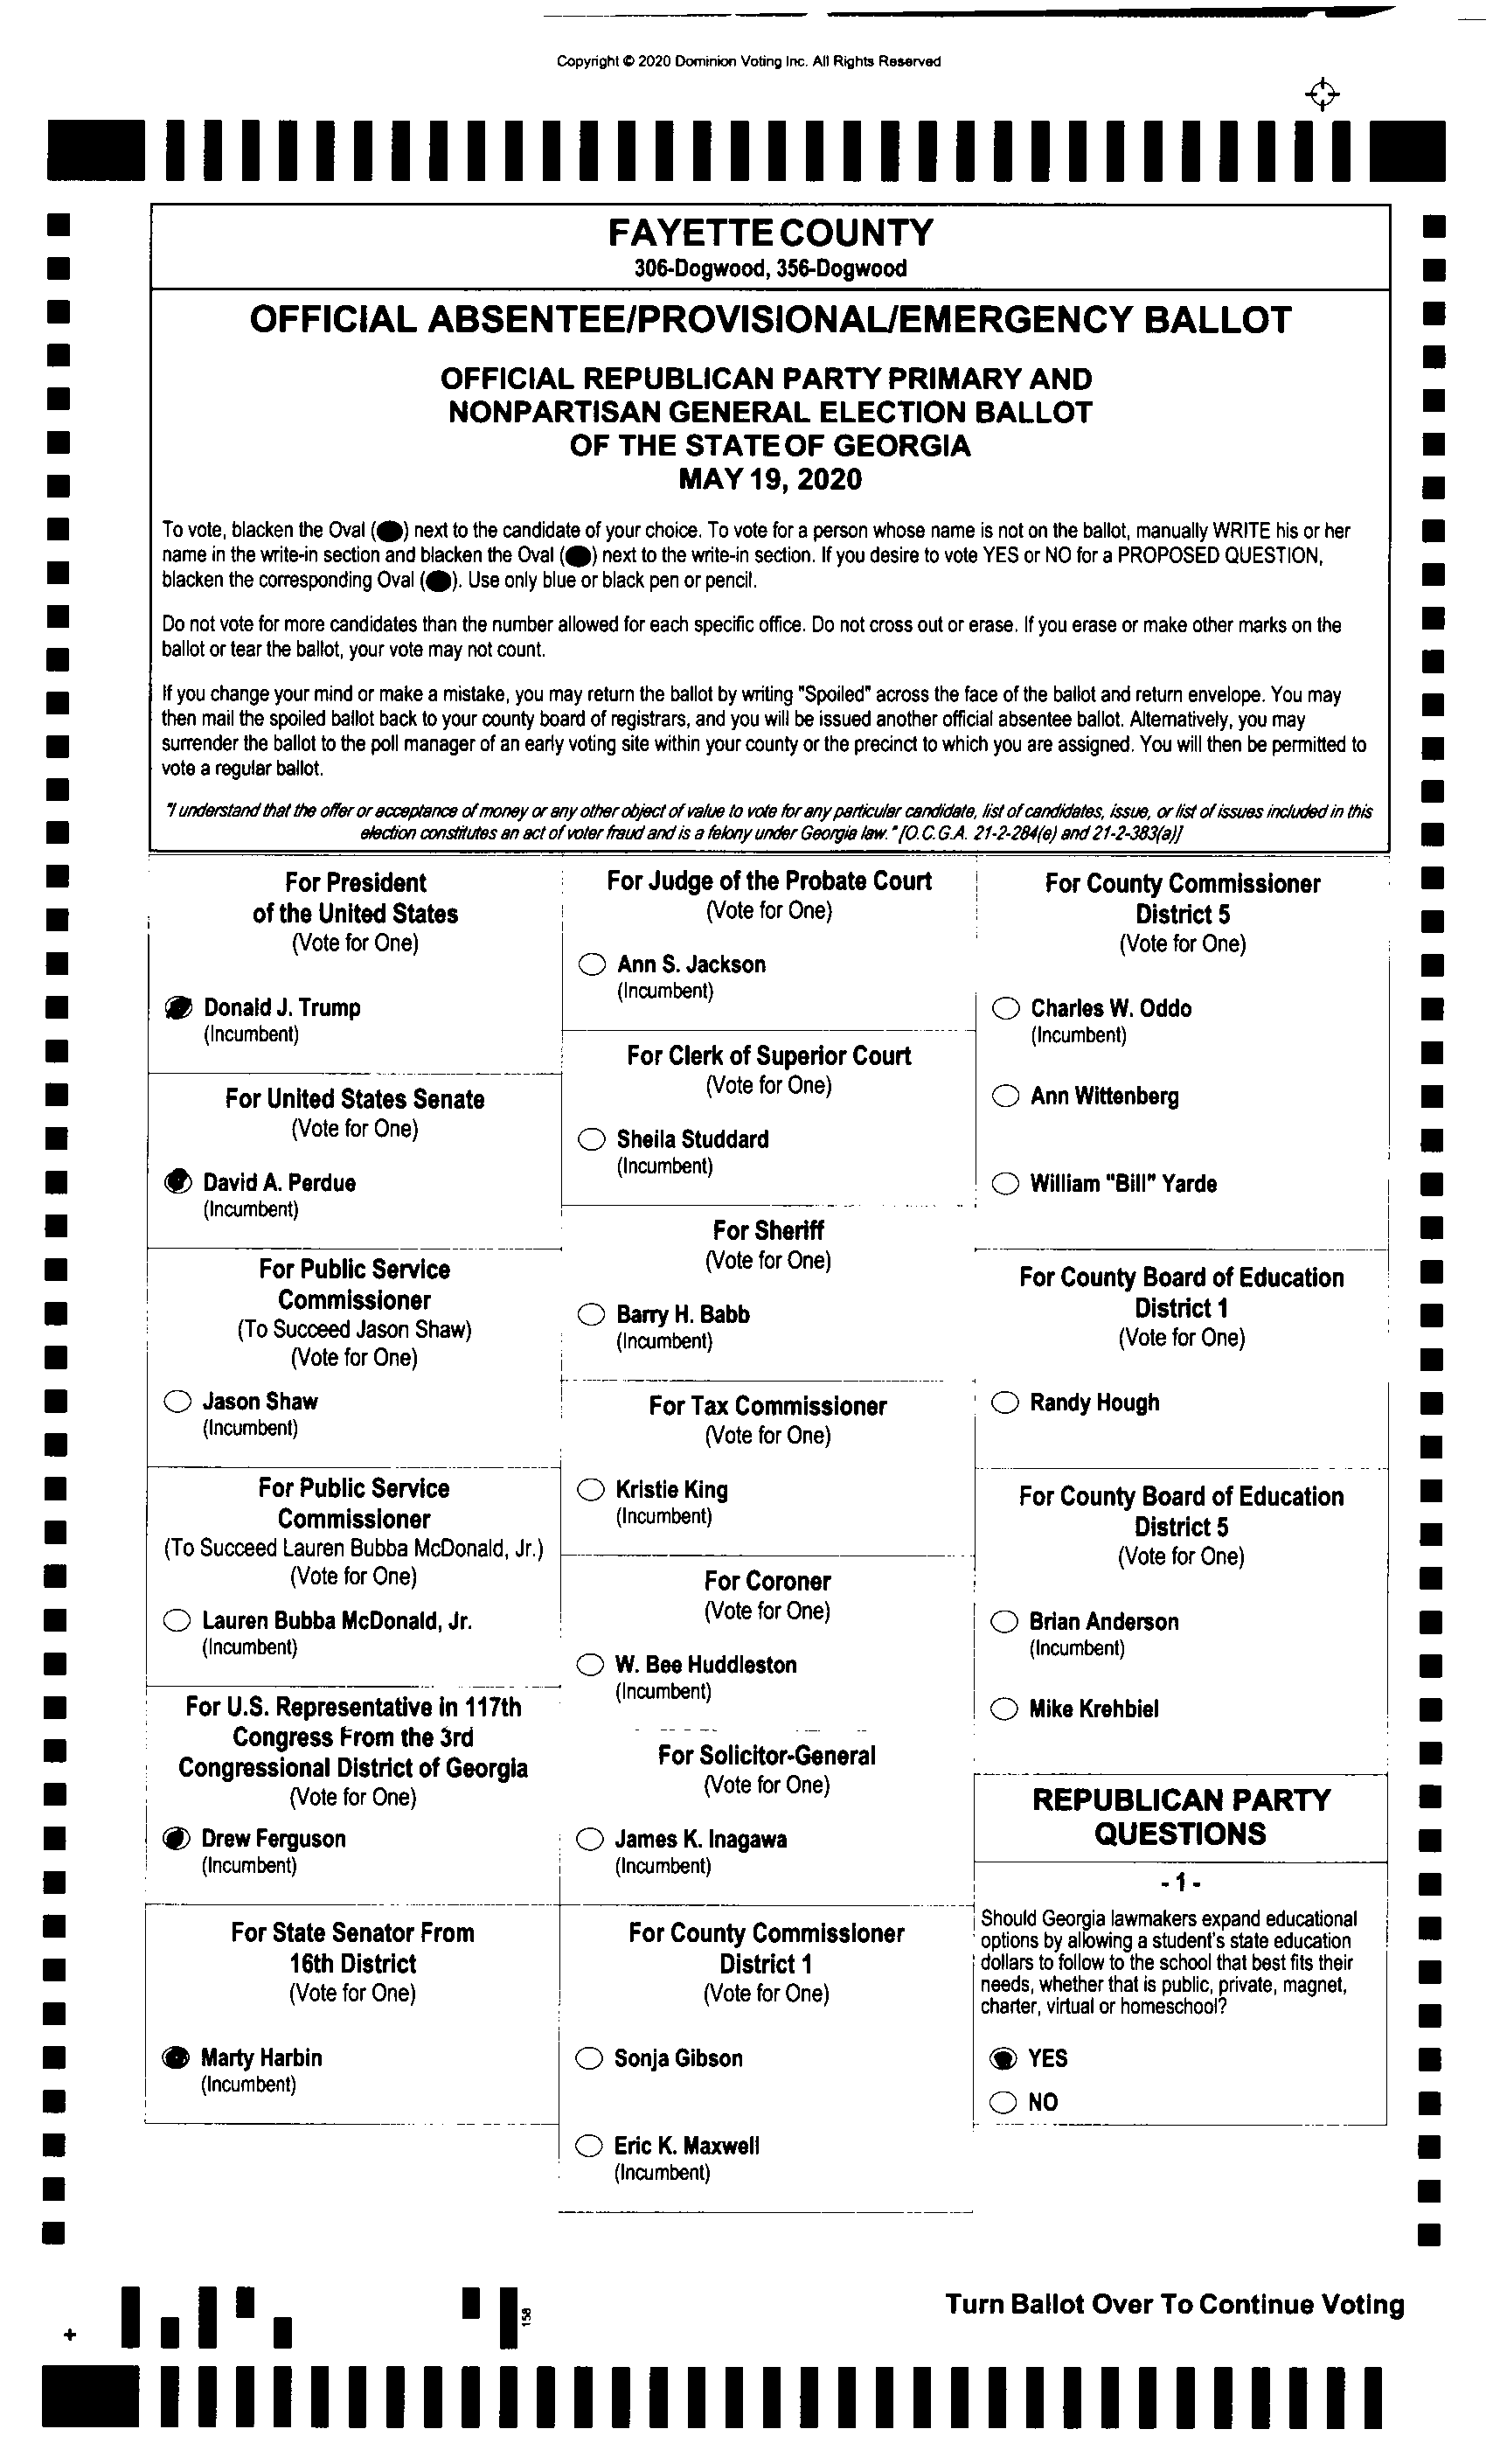 Copyright © 2020 Dominion Voting Inc. All Rights Reserved
FAYETTE COUNTY
306-Dogwood, 356-Dogwood
OFFICIAL ABSENTEE/PROVISIONAL/EMERGENCY BALLOT
OFFICIAL REPUBLICAN PARTY PRIMARY AND
NONPARTISAN GENERAL ELECTION BALLOT
OF THE STATE OF GEORGIA
MAY 19, 2020
To vote, blacken the Oval () next to the candidate of your choice. To vote for a person whose name is not on the ballot, manually WRITE his or her
name in the write-in section and blacken the Oval () next to the write-in section. If you desire to vote YES or NO for a PROPOSED QUESTION,
blacken the corresponding Oval (). Use only blue or black pen or pencil.
Do not vote for more candidates than the number allowed for each specific office. Do not cross out or erase. If you erase or make other marks on the
ballot or tear the ballot, your vote may not count.
If you change your mind or make a mistake, you may return the ballot by writing "Spoiled" across the face of the ballot and return envelope. You may
then mail the spoiled ballot back to your county board of registrars, and you will be issued another official absentee ballot. Alternatively, you may
surrender the ballot to the poll manager of an early voting site within your county or the precinct to which you are assigned. You will then be permitted to
vote a regular ballot.
"I understand that the offer or acceptance of money or any other object of value to vote for any particular candidate, list of candidates, issue, or list of issues included in this
election constitutes an act of voter fraud and is a felony under Georgia law." [O.C.G.A. 21-2-284(e) and 21-2-383(a)]
For President
of the United States
(Vote for One)
Donald J. Trump
(Incumbent)
For United States Senate
(Vote for One)
David A. Perdue
(Incumbent)
For Public Service
Commissioner
(To Succeed Jason Shaw)
(Vote for One)
Jason Shaw
(Incumbent)
For Public Service
Commissioner
(To Succeed Lauren Bubba McDonald, Jr.)
(Vote for One)
Lauren Bubba McDonald, Jr.
(Incumbent)
For U.S. Representative in 117th
Congress From the 3rd
Congressional District of Georgia
(Vote for One)
Drew Ferguson
(Incumbent)
For State Senator From
16th District
(Vote for One)
Marty Harbin
(Incumbent)
For Judge of the Probate Court
(Vote for One)
Ann S. Jackson
(Incumbent)
For Clerk of Superior Court
(Vote for One)
Sheila Studdard
(Incumbent)
For Sheriff
(Vote for One)
Barry H. Babb
(Incumbent)
For Tax Commissioner
(Vote for One)
Kristie King
(Incumbent)
For Coroner
(Vote for One)
W. Bee Huddleston
(Incumbent)
For Solicitor-General
(Vote for One)
James K. Inagawa
(Incumbent)
For County Commissioner
District 1
(Vote for One)
Sonja Gibson
Eric K. Maxwell
(Incumbent)
For County Commissioner
District 5
(Vote for One)
Charles W. Oddo
(Incumbent)
Ann Wittenberg
William "Bill" Yarde
For County Board of Education
District 1
(Vote for One)
Randy Hough
For County Board of Education
District 5
(Vote for One)
Brian Anderson
(Incumbent)
Mike Krehbiel
REPUBLICAN PARTY
QUESTIONS
- 1 -
Should Georgia lawmakers expand educational
options by allowing a student's state education
dollars to follow to the school that best fits their
needs, whether that is public, private, magnet,
charter, virtual or homeschool?
YES
NO
158
Turn Ballot Over To Continue Voting